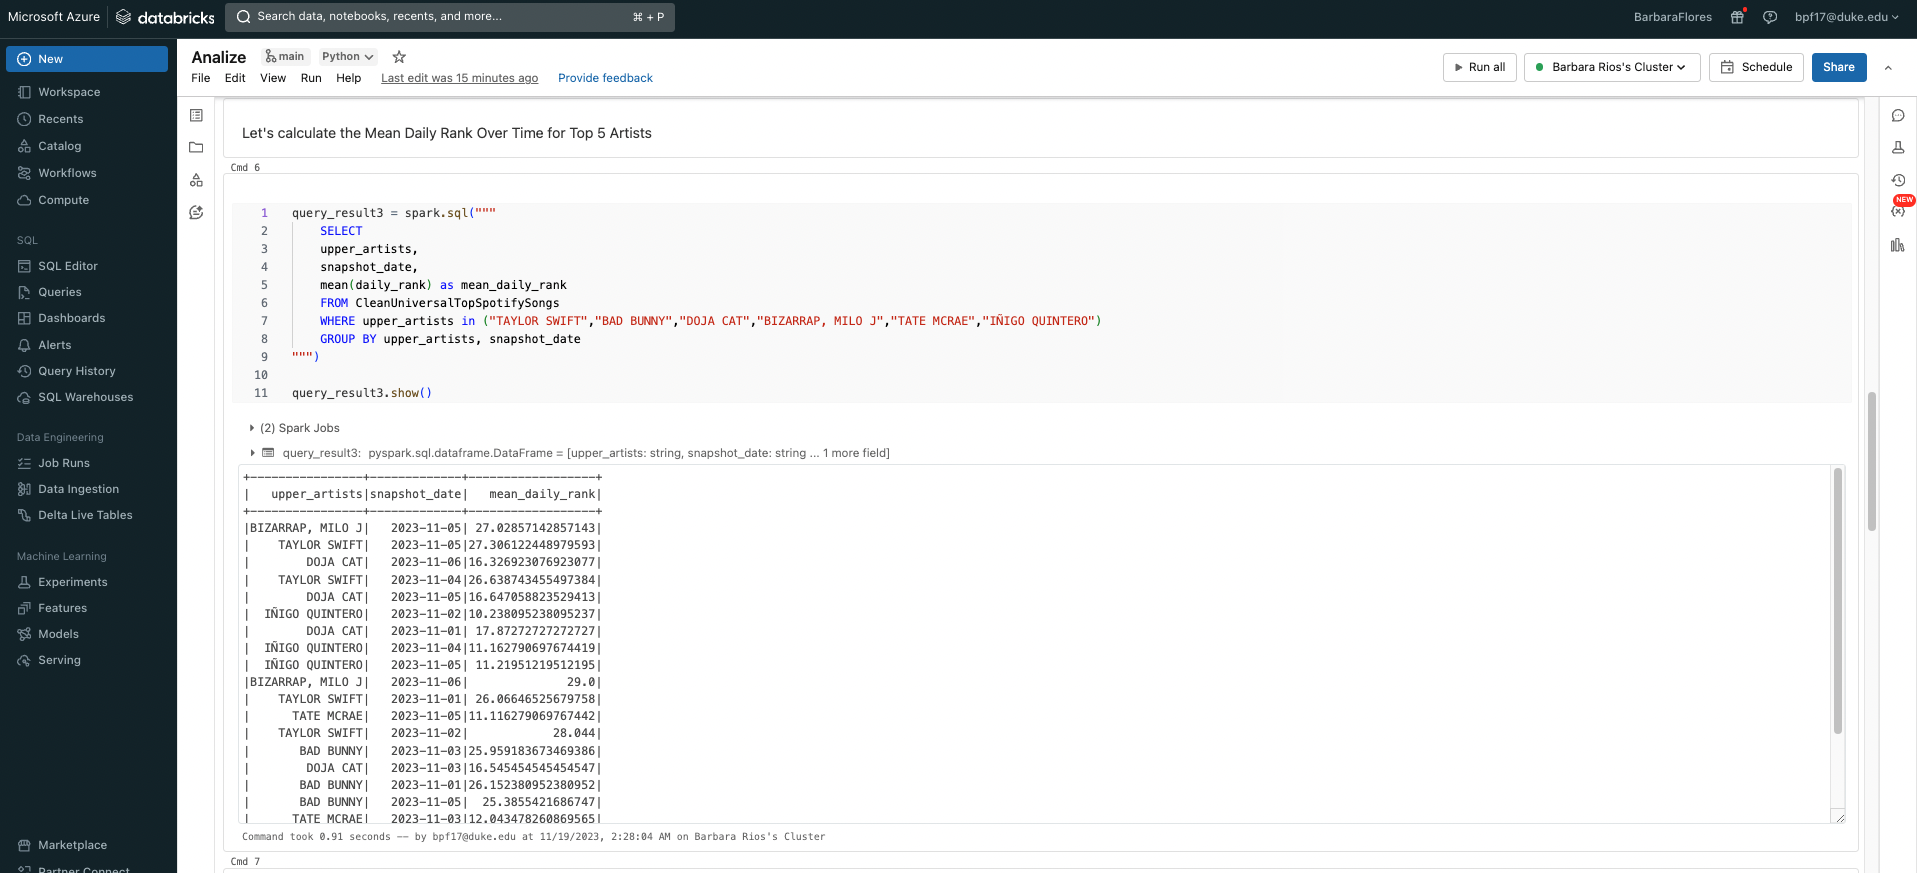 Microsoft Azure databricks Search data, notebooks, recents, and more... ⌘ + P BarbaraFlores bpf17@duke.edu
New
Workspace
Recents
Catalog
Workflows
Compute
SQL
SQL Editor
Queries
Dashboards
Alerts
Query History
SQL Warehouses
Data Engineering
Job Runs
Data Ingestion
Delta Live Tables
Machine Learning
Experiments
Features
Models
Serving
Marketplace
Partner Connect
Analize main Python
File Edit View Run Help Last edit was 15 minutes ago Provide feedback
Run all Barbara Rios's Cluster Schedule Share
NEW
Let's calculate the Mean Daily Rank Over Time for Top 5 Artists
Cmd 6
1 query_result3 = spark.sql("""
2 SELECT
3 upper_artists,
4 snapshot_date,
5 mean(daily_rank) as mean_daily_rank
6 FROM CleanUniversalTopSpotifySongs
7 WHERE upper_artists in ("TAYLOR SWIFT","BAD BUNNY","DOJA CAT","BIZARRAP, MILO J","TATE MCRAE","IÑIGO QUINTERO")
8 GROUP BY upper_artists, snapshot_date
9 """)
10
11 query_result3.show()
(2) Spark Jobs
query_result3: pyspark.sql.dataframe.DataFrame = [upper_artists: string, snapshot_date: string ... 1 more field]
+----------------+-------------+------------------+
|   upper_artists|snapshot_date|   mean_daily_rank|
+----------------+-------------+------------------+
|BIZARRAP, MILO J|   2023-11-05| 27.02857142857143|
|    TAYLOR SWIFT|   2023-11-05|27.306122448979593|
|        DOJA CAT|   2023-11-06|16.326923076923077|
|    TAYLOR SWIFT|   2023-11-04|26.638743455497384|
|        DOJA CAT|   2023-11-05|16.647058823529413|
|  IÑIGO QUINTERO|   2023-11-02|10.238095238095237|
|        DOJA CAT|   2023-11-01| 17.87272727272727|
|  IÑIGO QUINTERO|   2023-11-04|11.162790697674419|
|  IÑIGO QUINTERO|   2023-11-05| 11.21951219512195|
|BIZARRAP, MILO J|   2023-11-06|              29.0|
|    TAYLOR SWIFT|   2023-11-01| 26.06646525679758|
|      TATE MCRAE|   2023-11-05|11.116279069767442|
|    TAYLOR SWIFT|   2023-11-02|            28.044|
|       BAD BUNNY|   2023-11-03|25.959183673469386|
|        DOJA CAT|   2023-11-03|16.545454545454547|
|       BAD BUNNY|   2023-11-01|26.152380952380952|
|       BAD BUNNY|   2023-11-05|  25.3855421686747|
|      TATE MCRAE|   2023-11-03|12.043478260869565|
Command took 0.91 seconds -- by bpf17@duke.edu at 11/19/2023, 2:28:04 AM on Barbara Rios's Cluster
Cmd 7